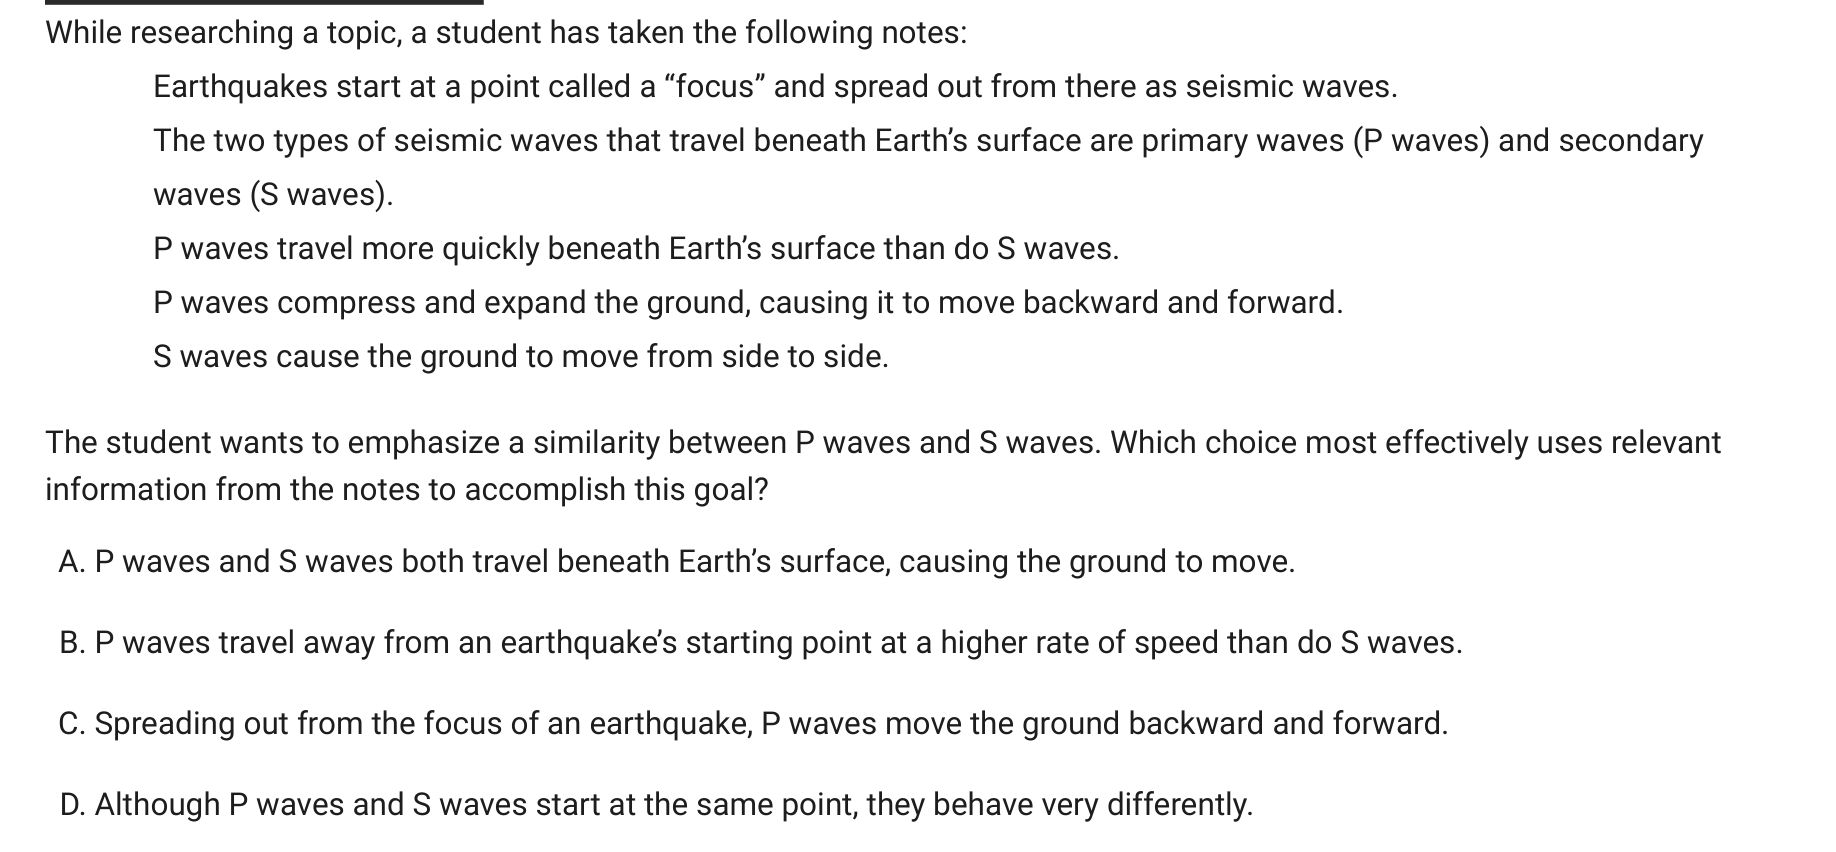 While researching a topic, a student has taken the following notes:
Earthquakes start at a point called a “focus” and spread out from there as seismic waves.
The two types of seismic waves that travel beneath Earth’s surface are primary waves (P waves) and secondary
waves (S waves).
P waves travel more quickly beneath Earth’s surface than do S waves.
P waves compress and expand the ground, causing it to move backward and forward.
S waves cause the ground to move from side to side.
The student wants to emphasize a similarity between P waves and S waves. Which choice most effectively uses relevant
information from the notes to accomplish this goal?
A. P waves and S waves both travel beneath Earth’s surface, causing the ground to move.
B. P waves travel away from an earthquake’s starting point at a higher rate of speed than do S waves.
C. Spreading out from the focus of an earthquake, P waves move the ground backward and forward.
D. Although P waves and S waves start at the same point, they behave very differently.